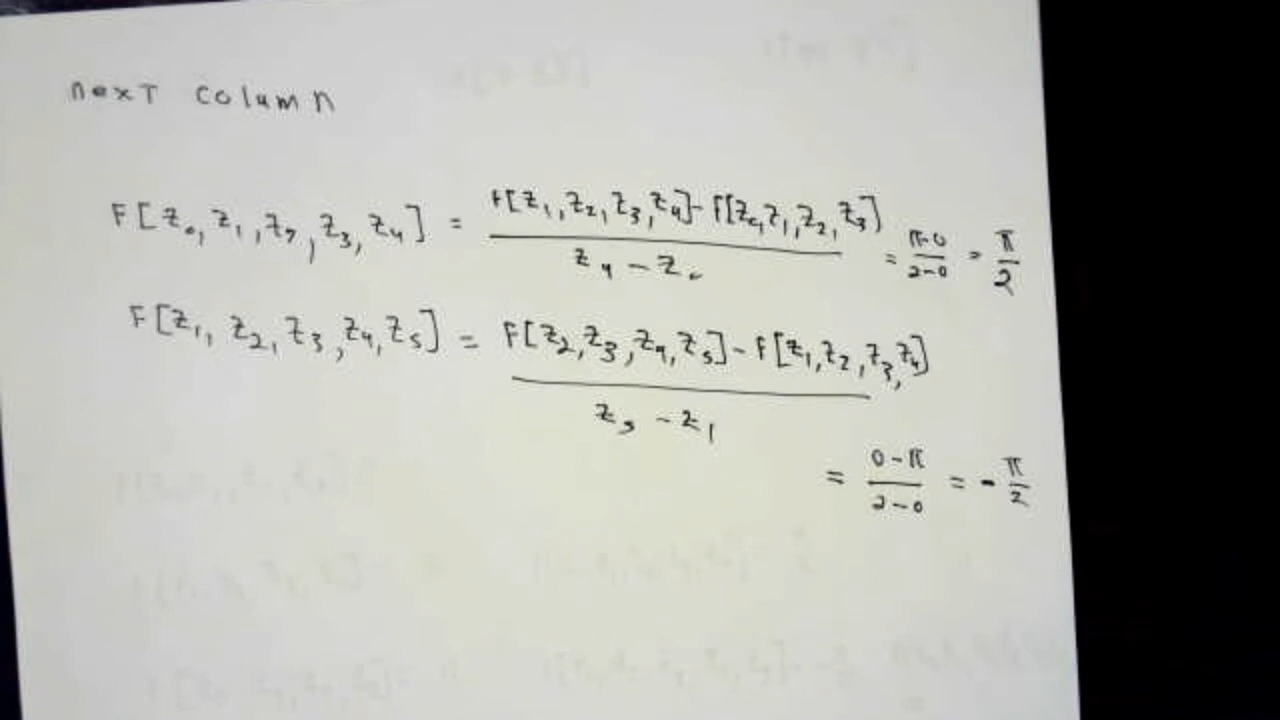 next column
F[z₀, z₁, z₂, z₃, z₄] = F[z₁, z₂, z₃, z₄] - F[z₀, z₁, z₂, z₃] / z₄ - z₀ = π-0 / 2-0 = π / 2
F[z₁, z₂, z₃, z₄, z₅] = F[z₂, z₃, z₄, z₅] - F[z₁, z₂, z₃, z₄] / z₅ - z₁
= 0-π / 2-0 = - π / 2